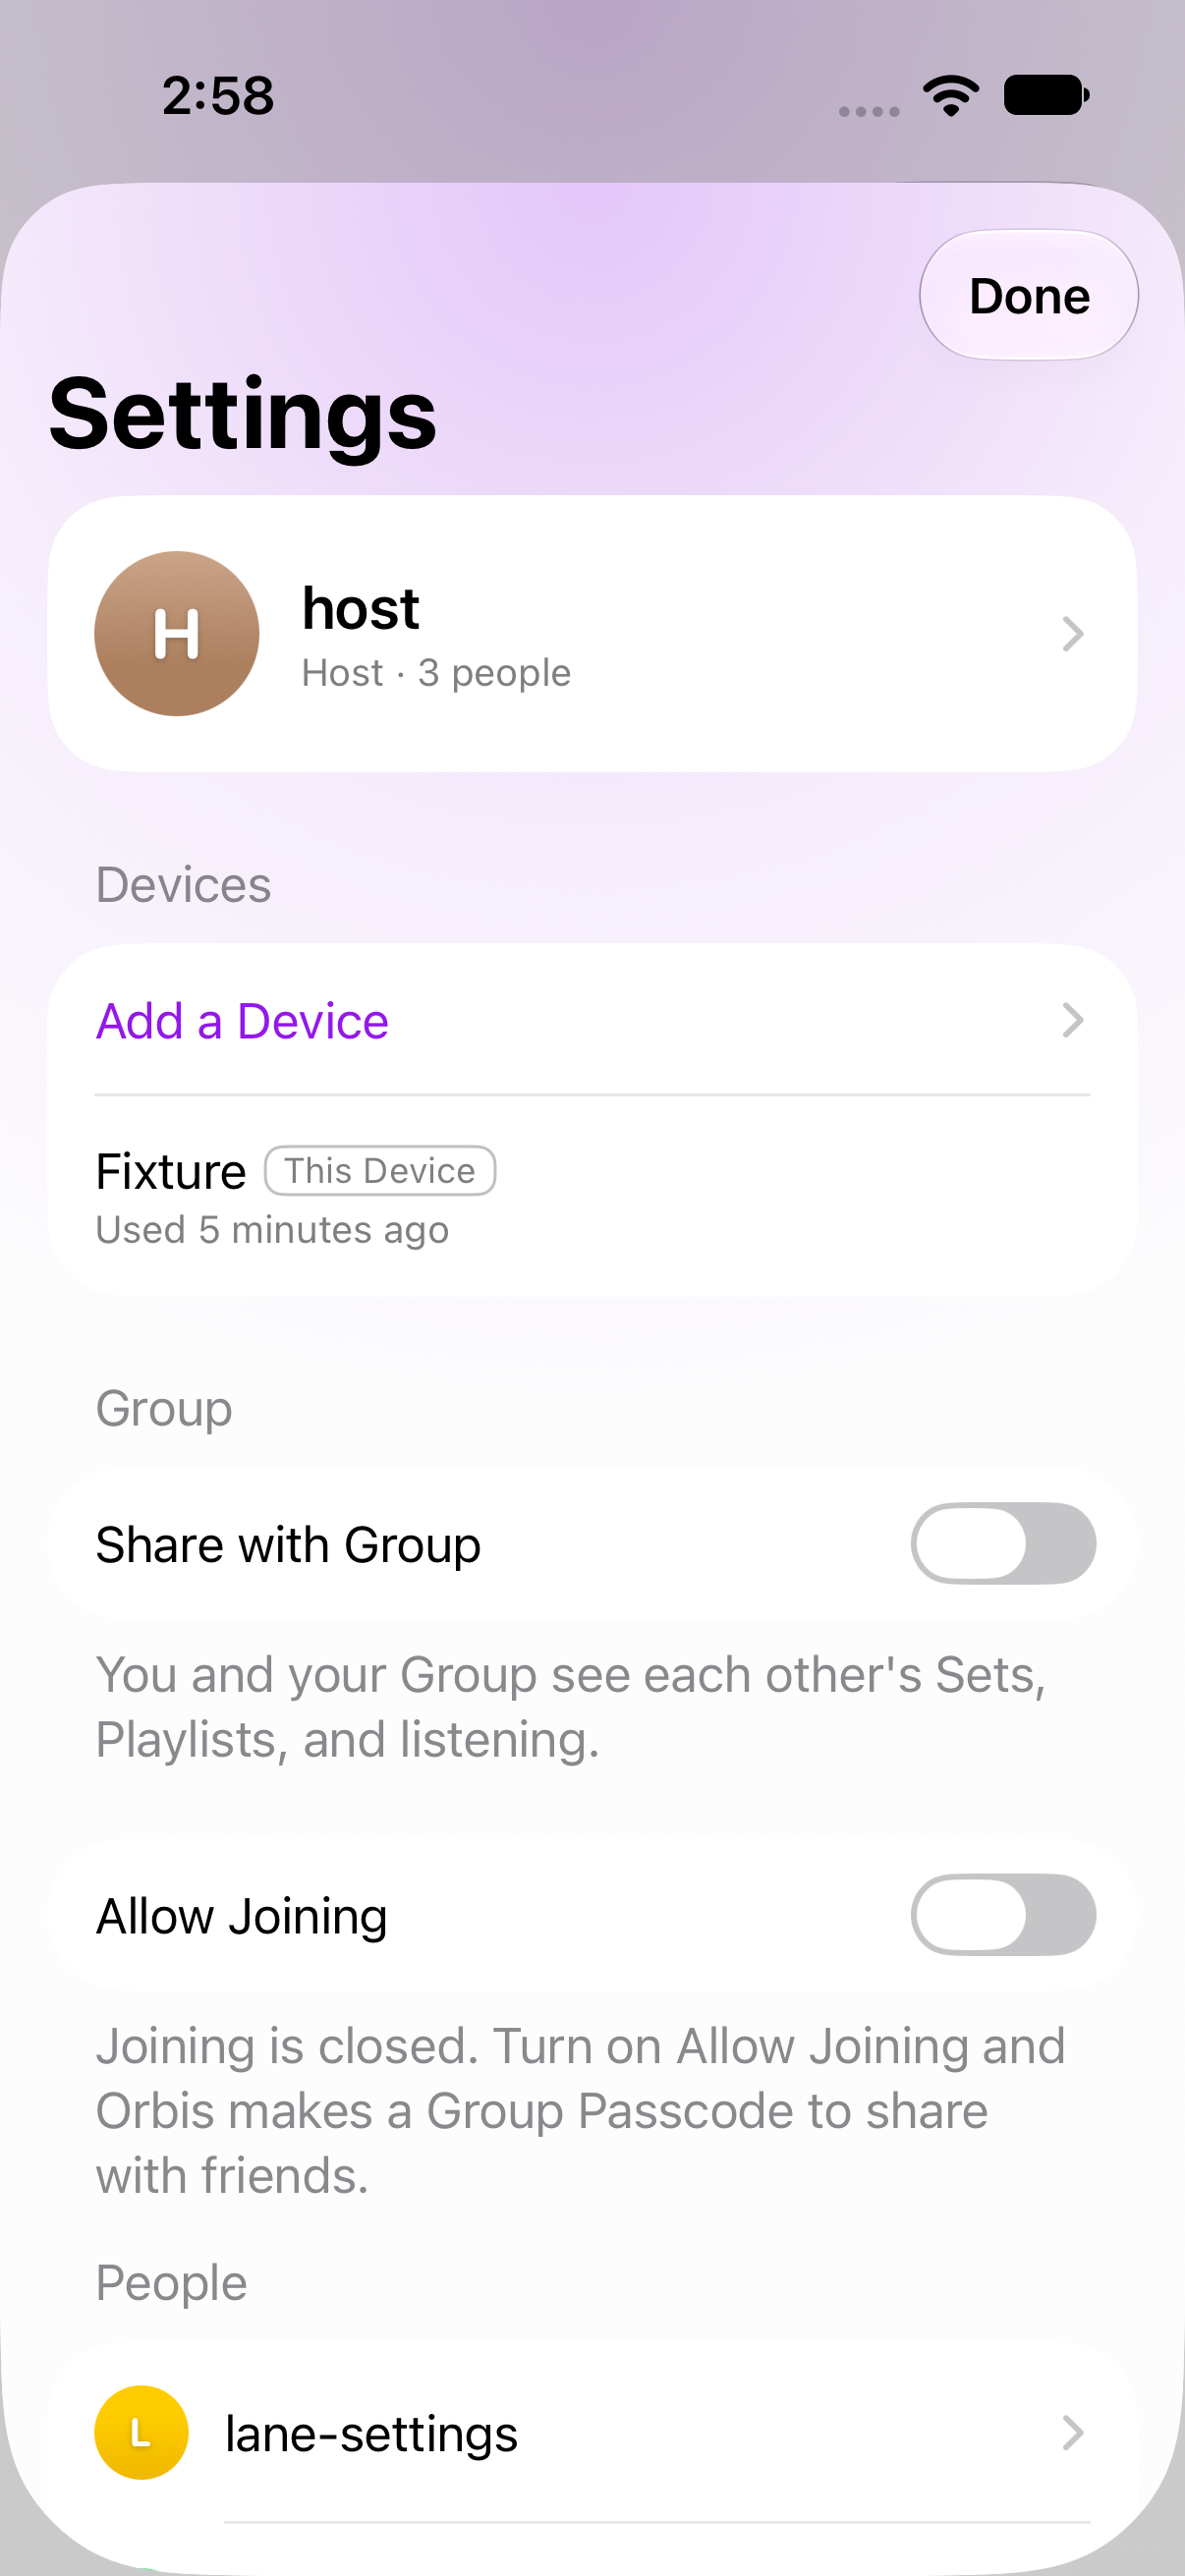 2:58
Done
Settings
H
host
Host · 3 people
Devices
Add a Device
Fixture This Device
Used 5 minutes ago
Group
Share with Group
You and your Group see each other's Sets,
Playlists, and listening.
Allow Joining
Joining is closed. Turn on Allow Joining and
Orbis makes a Group Passcode to share
with friends.
People
L lane-settings